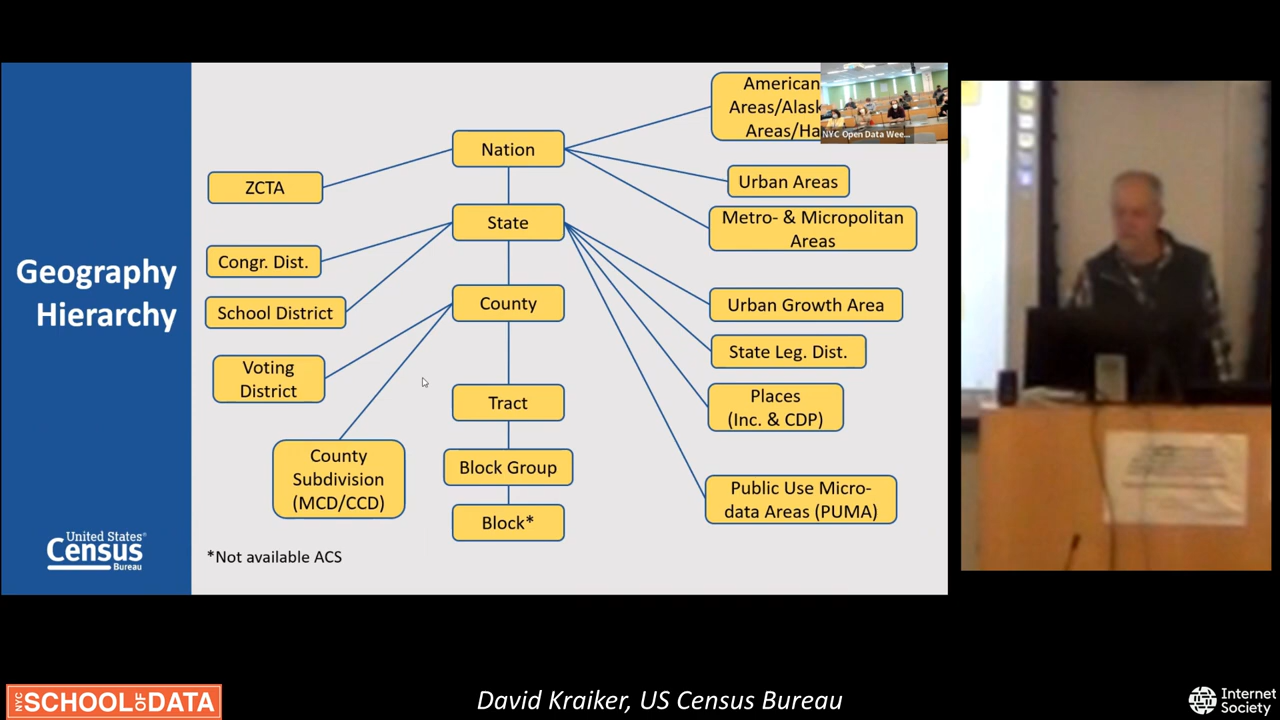 Geography
Hierarchy
United States®
Census
Bureau
Nation
State
County
Tract
Block Group
Block*
ZCTA
Congr. Dist.
School District
Voting
District
County
Subdivision
(MCD/CCD)
*Not available ACS
American
Areas/Alask
Areas/Ha
NYC Open Data Wee...
Urban Areas
Metro- & Micropolitan
Areas
Urban Growth Area
State Leg. Dist.
Places
(Inc. & CDP)
Public Use Micro-
data Areas (PUMA)
NYC SCHOOL OF DATA
David Kraiker, US Census Bureau
Internet
Society